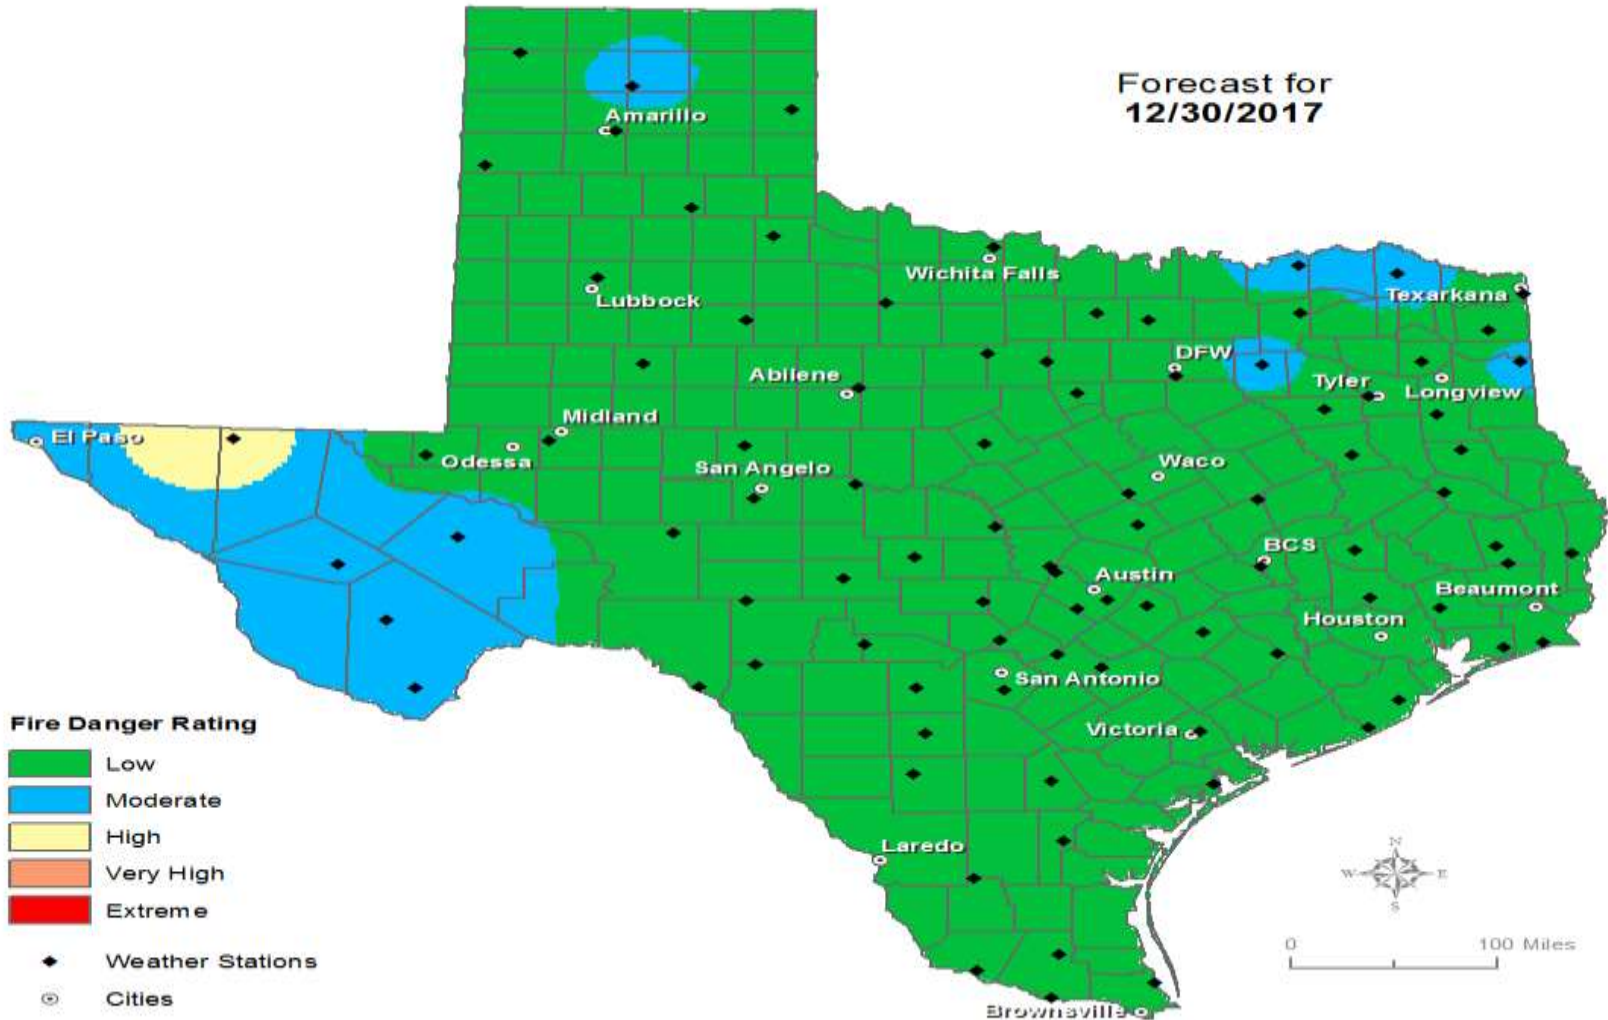 Forecast for
12/30/2017
Amarillo
Wichita Falls
Lubbock
Texarkana
DFW
Abilene
Tyler
Longview
Midland
El Paso
Odessa
San Angelo
Waco
BCS
Austin
Beaumont
Houston
San Antonio
Victoria
Laredo
Brownsville
Fire Danger Rating
Low
Moderate
High
Very High
Extreme
Weather Stations
Cities
N
W E
S
0 100 Miles